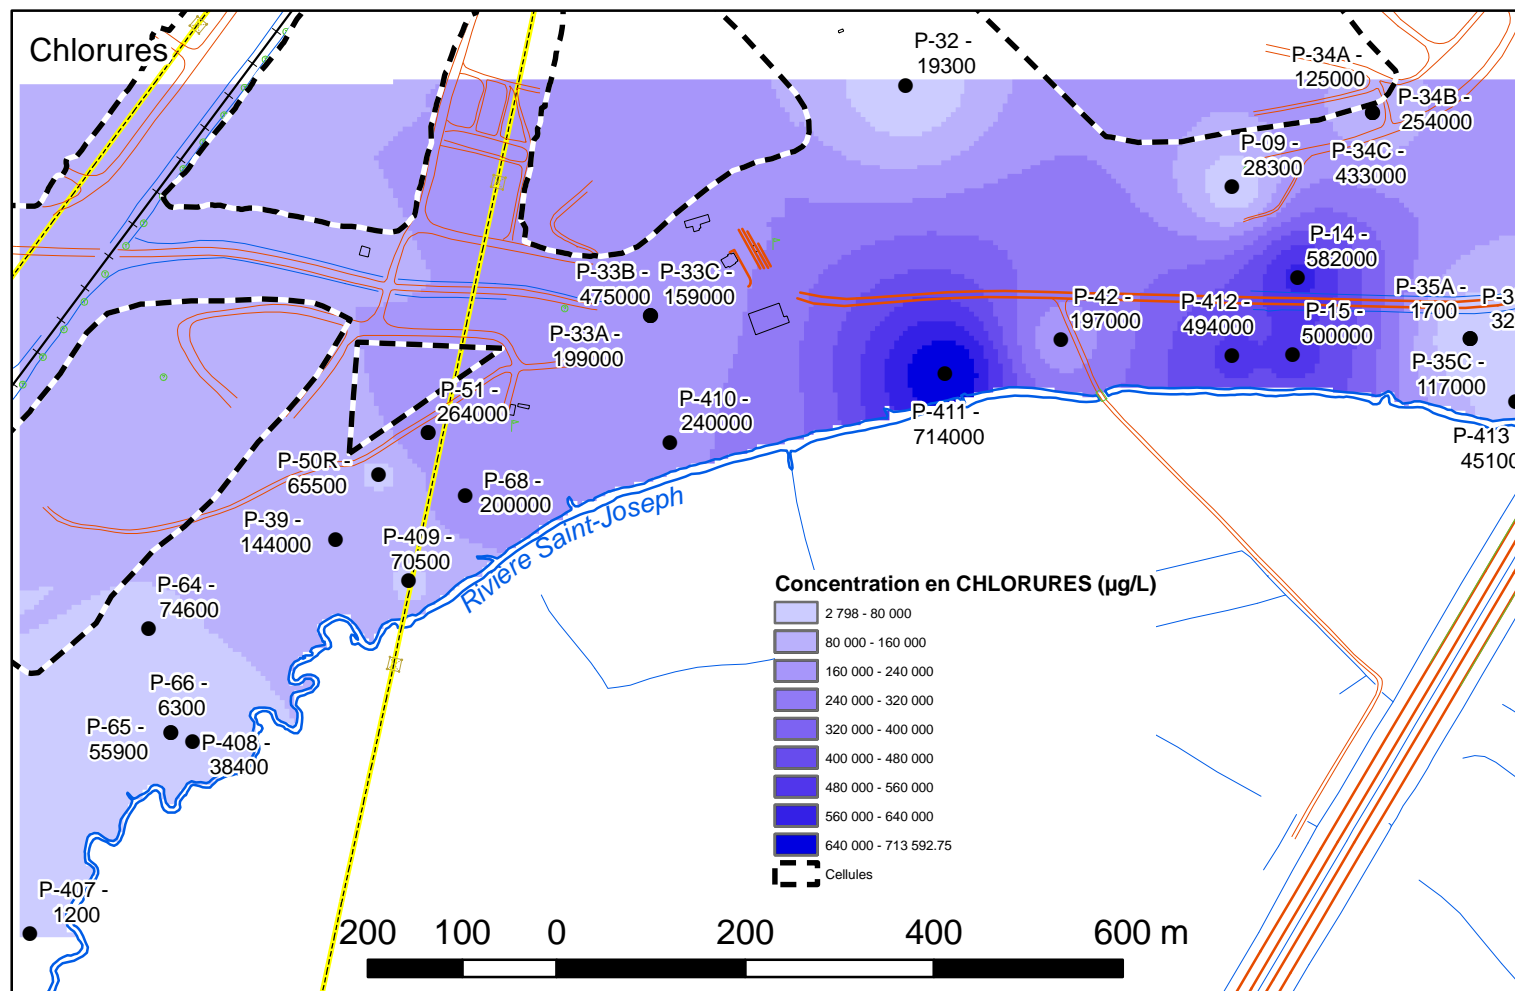 Chlorures
P-32 -
19300
P-34A -
125000
P-34B -
254000
P-09 -
28300
P-34C -
433000
P-14 -
582000
P-33B -
475000
P-33C -
159000
P-33A -
199000
P-42 -
197000
P-412 -
494000
P-35A -
1700
P-15 -
500000
P-3
32
P-35C -
117000
P-51 -
264000
P-410 -
240000
P-411 -
714000
P-413
45100
P-50R -
65500
P-68 -
200000
P-39 -
144000
P-409 -
70500
Rivière Saint-Joseph
P-64 -
74600
P-66 -
6300
P-65 -
55900
P-408 -
38400
P-407 -
1200
Concentration en CHLORURES (µg/L)
2 798 - 80 000
80 000 - 160 000
160 000 - 240 000
240 000 - 320 000
320 000 - 400 000
400 000 - 480 000
480 000 - 560 000
560 000 - 640 000
640 000 - 713 592.75
Cellules
200 100 0 200 400 600 m